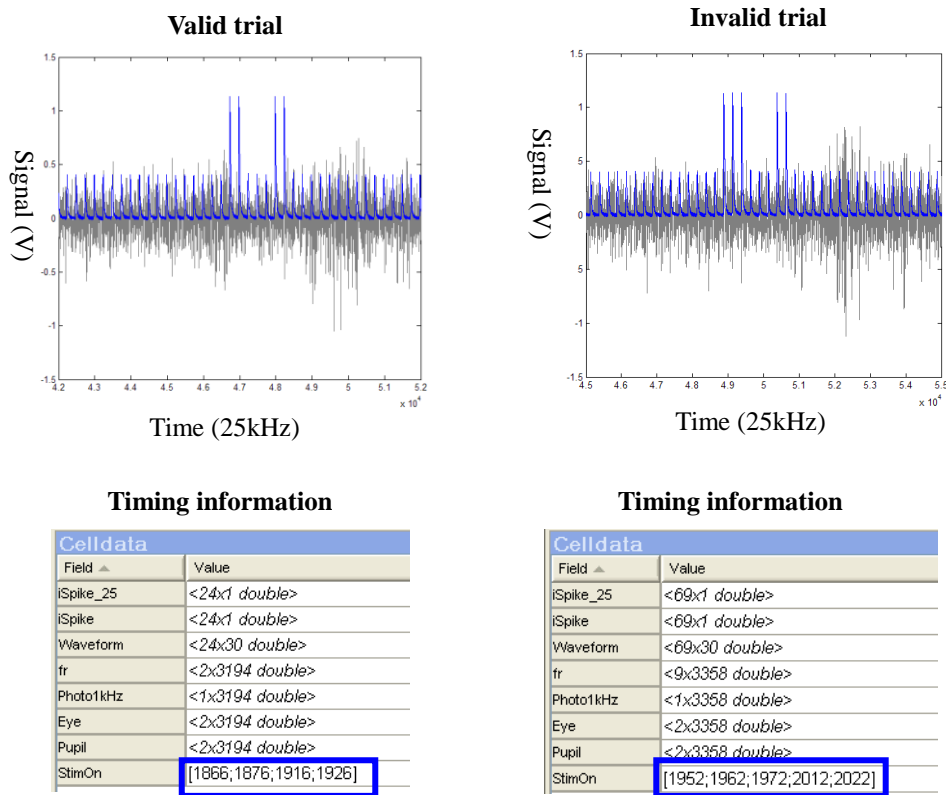 Valid trial
Invalid trial
1.5
1
0.5
0
-0.5
-1
-1.5
Signal (V)
4.2 4.3 4.4 4.5 4.6 4.7 4.8 4.9 5 5.1 5.2
x 10^4
Time (25kHz)
1.5
1
5
0
5
-1
-1.5
Signal (V)
4.5 4.6 4.7 4.8 4.9 5 5.1 5.2 5.3 5.4 5.5
x 10^4
Time (25kHz)
Timing information
Celldata
Field Value
iSpike_25 <24x1 double>
iSpike <24x1 double>
Waveform <24x30 double>
fr <2x3194 double>
Photo1kHz <1x3194 double>
Eye <2x3194 double>
Pupil <2x3194 double>
StimOn [1866;1876;1916;1926]
Timing information
Celldata
Field Value
iSpike_25 <69x1 double>
iSpike <69x1 double>
Waveform <69x30 double>
fr <9x3358 double>
Photo1kHz <1x3358 double>
Eye <2x3358 double>
Pupil <2x3358 double>
StimOn [1952;1962;1972;2012;2022]